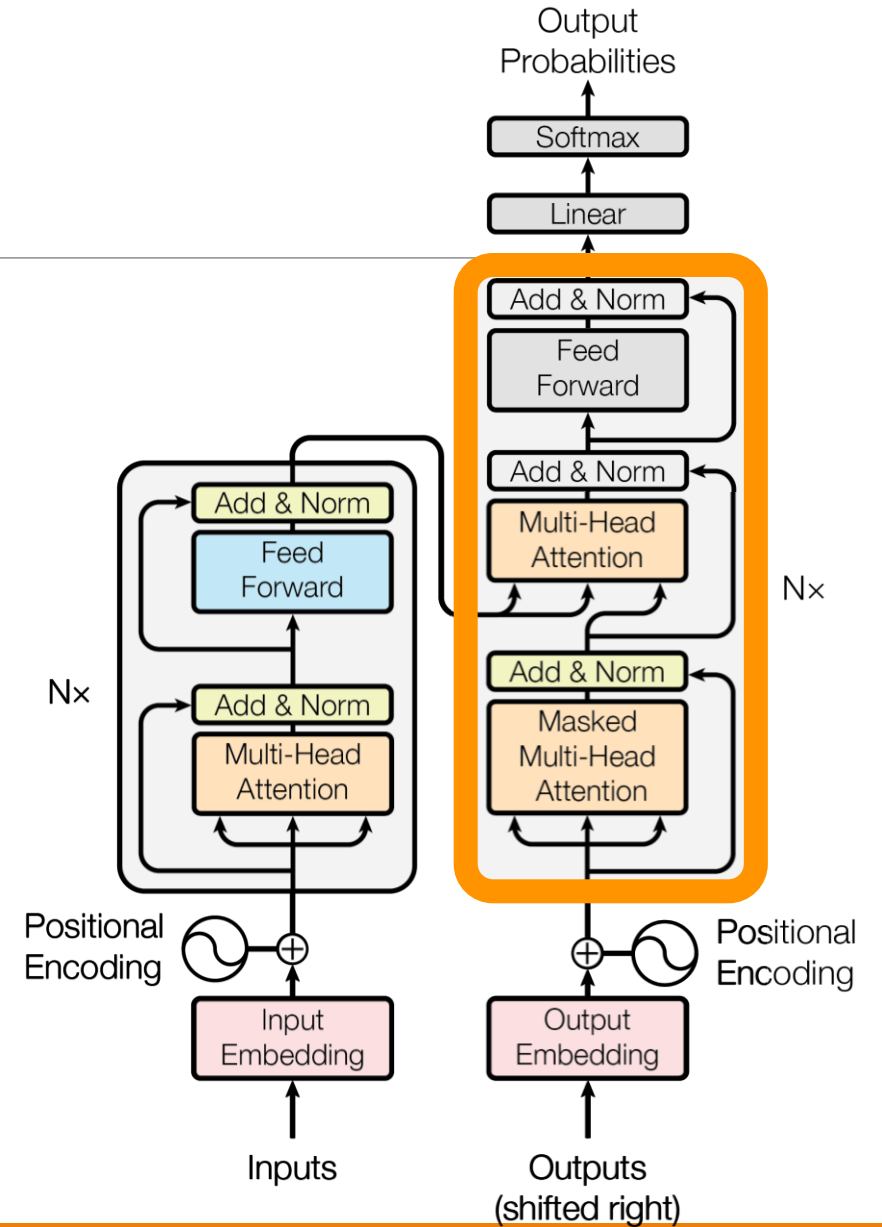 Output
Probabilities
Softmax
Linear
Add & Norm
Feed
Forward
Add & Norm
Multi-Head
Attention
Nx
Add & Norm
Masked
Multi-Head
Attention
Add & Norm
Feed
Forward
Nx
Add & Norm
Multi-Head
Attention
Positional
Encoding
Positional
Encoding
Input
Embedding
Output
Embedding
Inputs
Outputs
(shifted right)